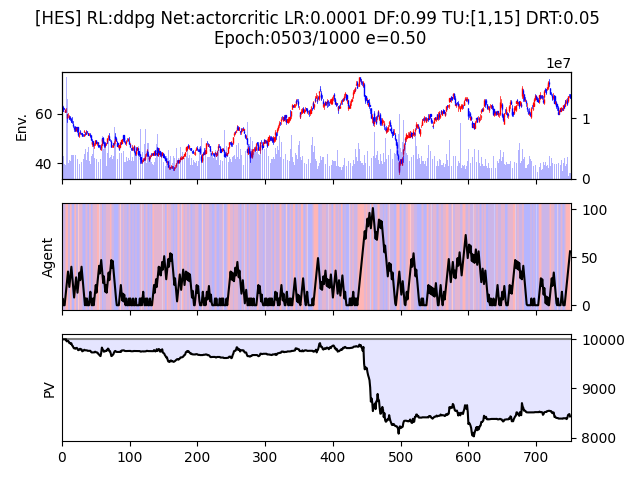 [HES] RL:ddpg Net:actorcritic LR:0.0001 DF:0.99 TU:[1,15] DRT:0.05
Epoch:0503/1000 e=0.50
1e7
60
40
Env.
1
0
Agent
100
50
0
PV
10000
9000
8000
0 100 200 300 400 500 600 700